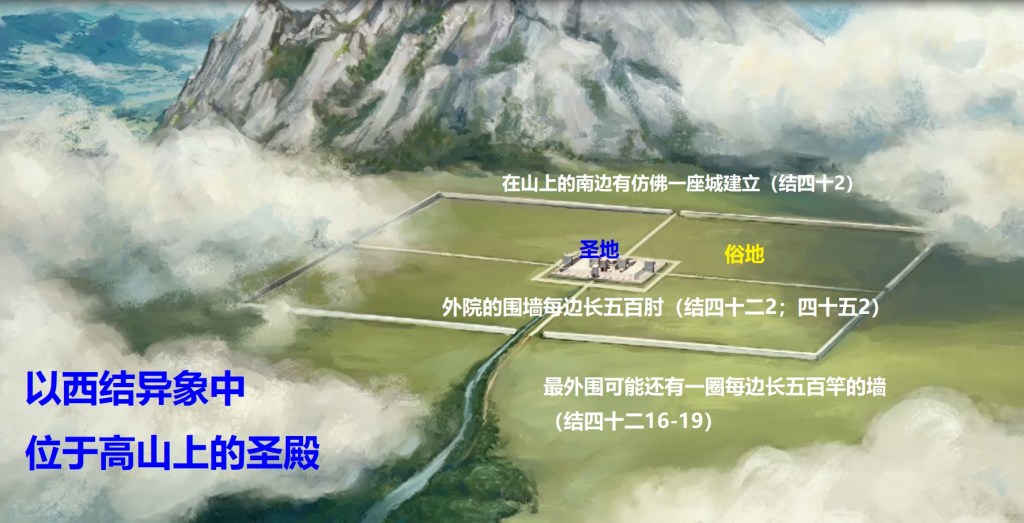 在山上的南边有仿佛一座城建立（结四十2）
圣地
俗地
外院的围墙每边长五百肘（结四十二2；四十五2）
最外围可能还有一圈每边长五百竿的墙
（结四十二16-19）
以西结异象中
位于高山上的圣殿